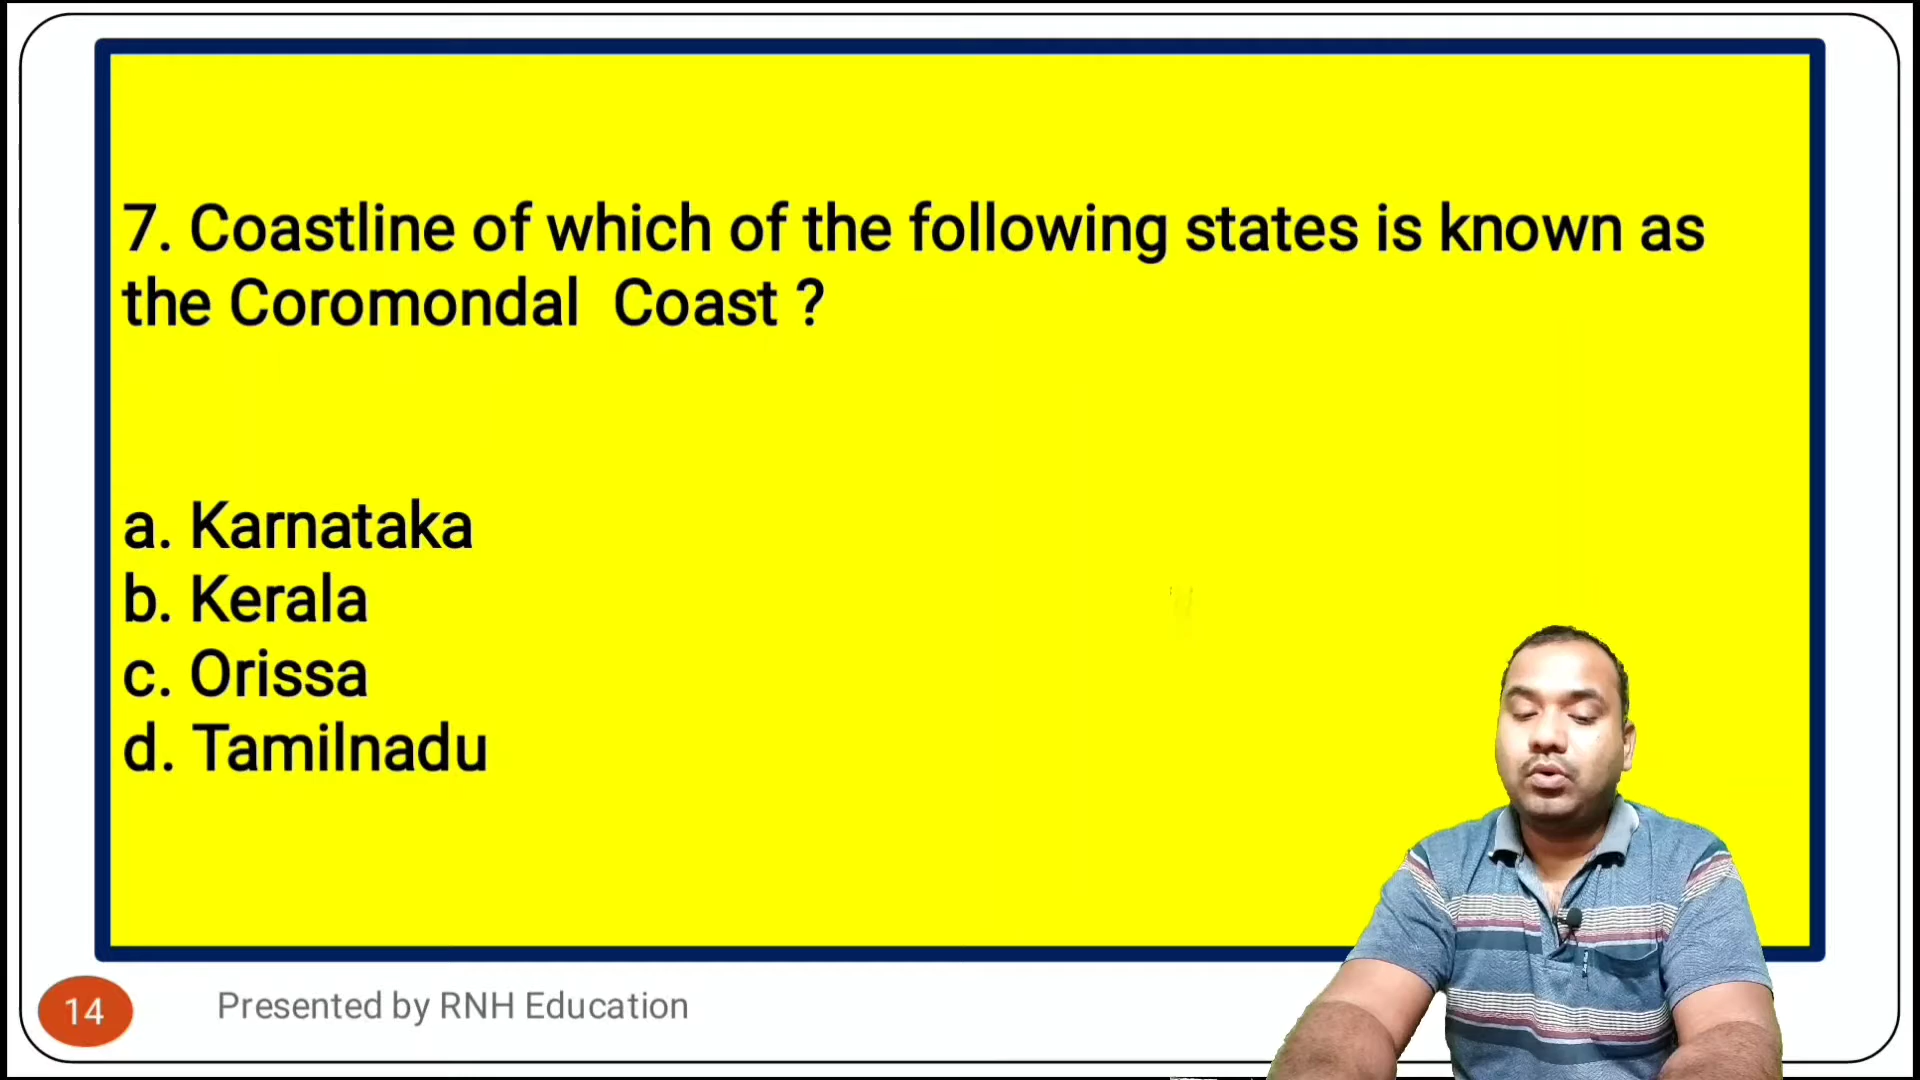 7. Coastline of which of the following states is known as
the Coromondal Coast ?
a. Karnataka
b. Kerala
c. Orissa
d. Tamilnadu
14
Presented by RNH Education